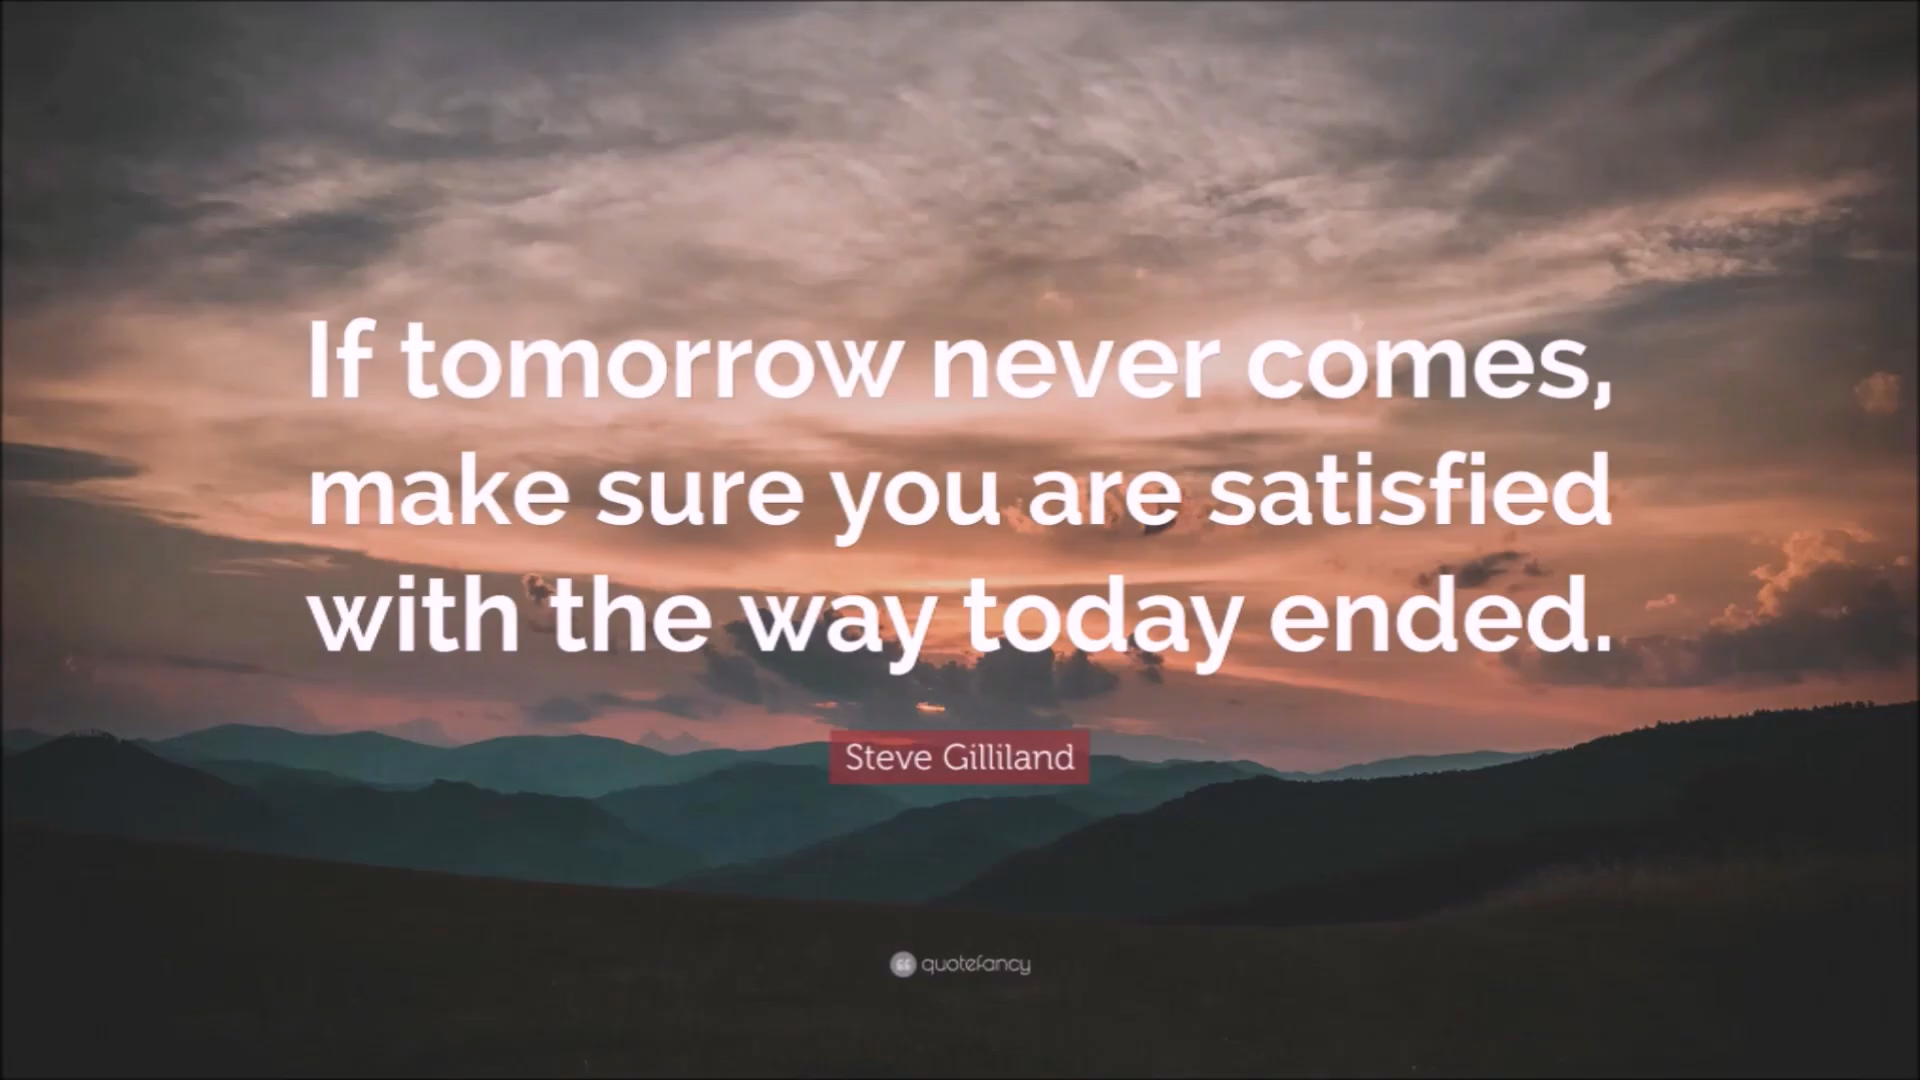 If tomorrow never comes,
make sure you are satisfied
with the way today ended.
Steve Gilliland
quotefancy